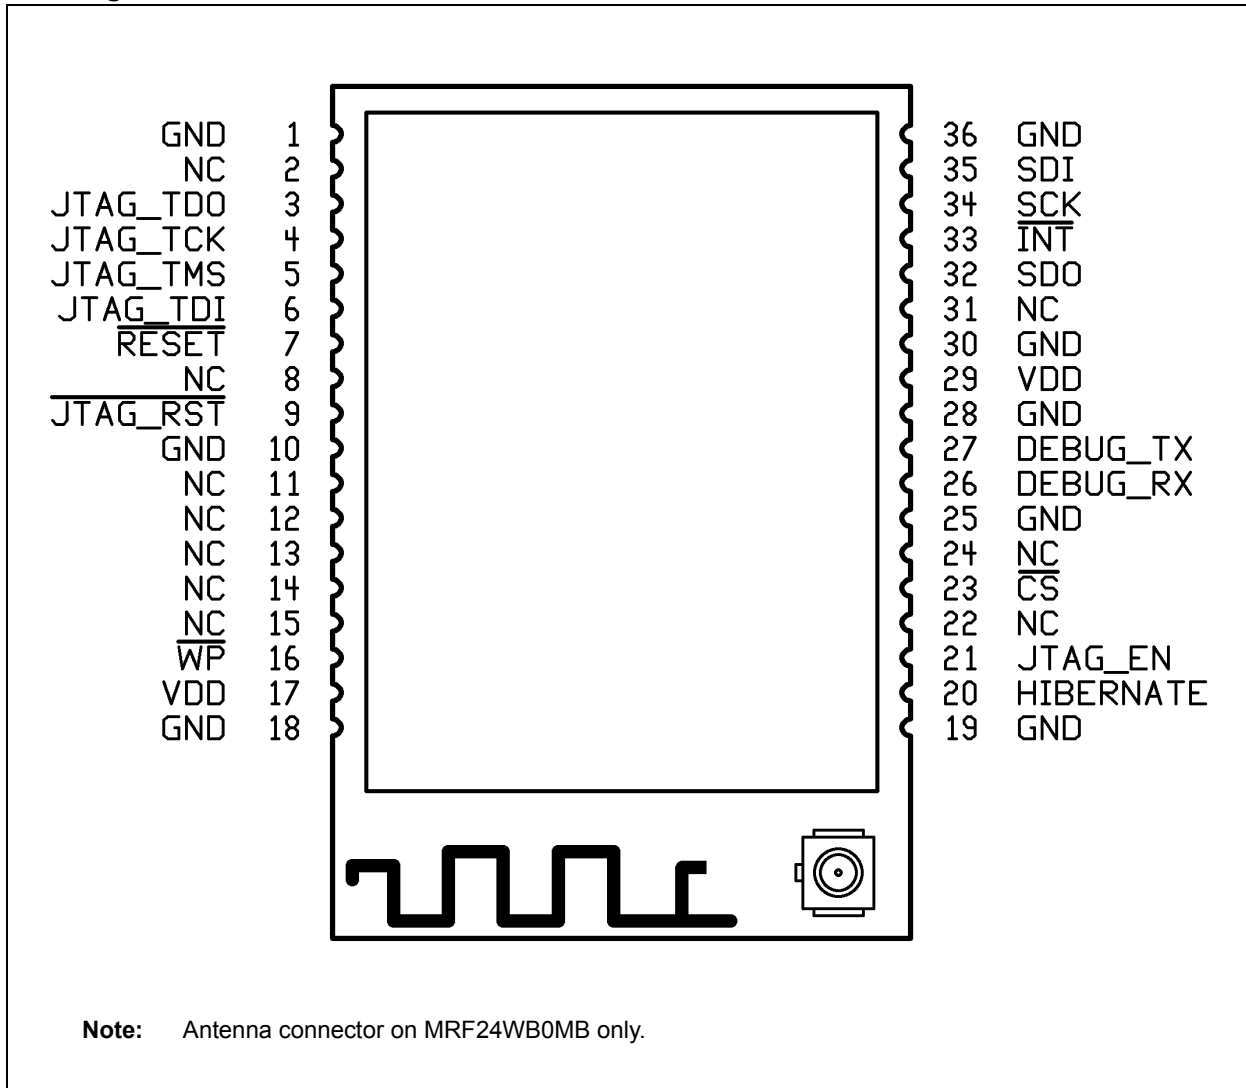 GND 1
NC 2
JTAG_TDO 3
JTAG_TCK 4
JTAG_TMS 5
JTAG_TDI 6
RESET 7
NC 8
JTAG_RST 9
GND 10
NC 11
NC 12
NC 13
NC 14
NC 15
WP 16
VDD 17
GND 18
36 GND
35 SDI
34 SCK
33 INT
32 SDO
31 NC
30 GND
29 VDD
28 GND
27 DEBUG_TX
26 DEBUG_RX
25 GND
24 NC
23 CS
22 NC
21 JTAG_EN
20 HIBERNATE
19 GND
Note: Antenna connector on MRF24WB0MB only.